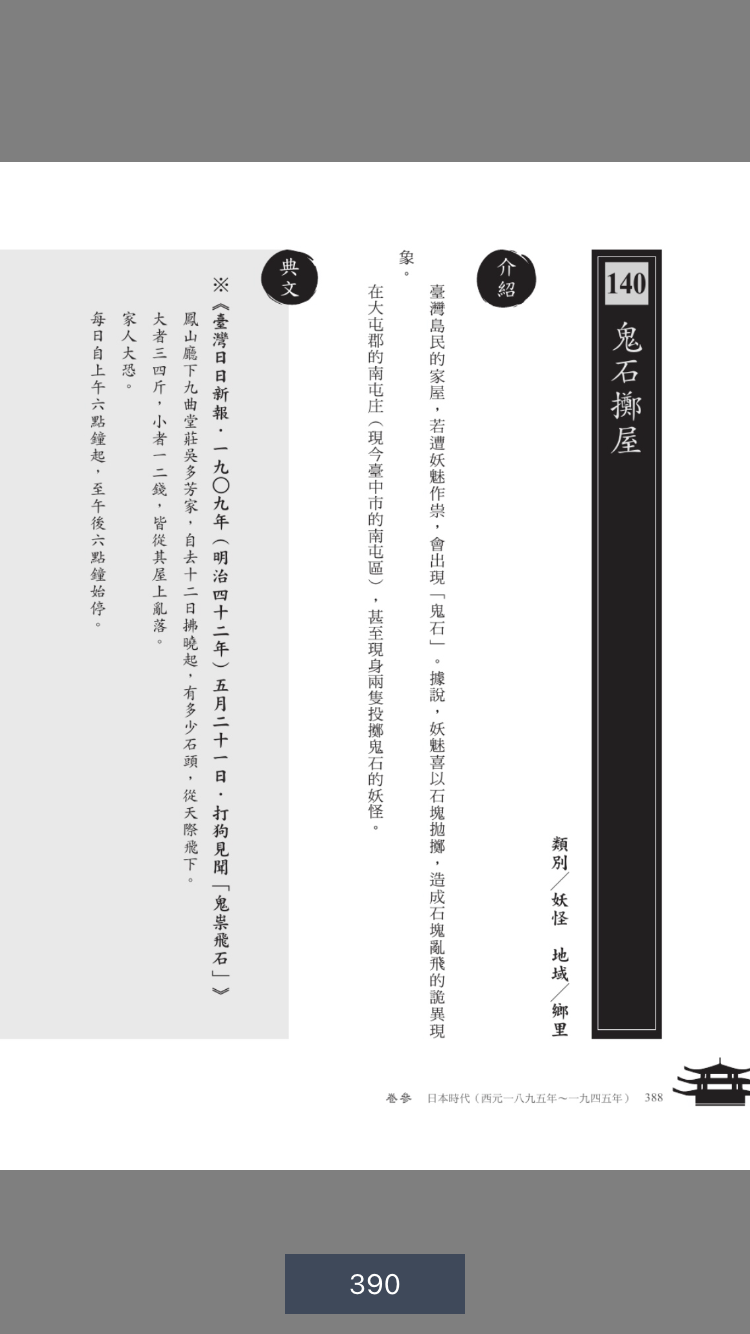 140
鬼石擲屋
類別／妖怪　地域／鄉里
介紹
臺灣島民的家屋，若遭妖魅作祟，會出現「鬼石」。據說，妖魅喜以石塊拋擲，造成石塊亂飛的詭異現
象。
在大屯郡的南屯庄（現今臺中市的南屯區），甚至現身兩隻投擲鬼石的妖怪。
典文
※《臺灣日日新報．一九〇九年（明治四十二年）五月二十一日．打狗見聞「鬼祟飛石」》
鳳山廳下九曲堂莊吳多芳家，自去十二日拂曉起，有多少石頭，從天際飛下。
大者三四斤，小者一二錢，皆從其屋上亂落。
家人大恐。
每日自上午六點鐘起，至午後六點鐘始停。
卷參　日本時代（西元一八九五年～一九四五年）　388
390